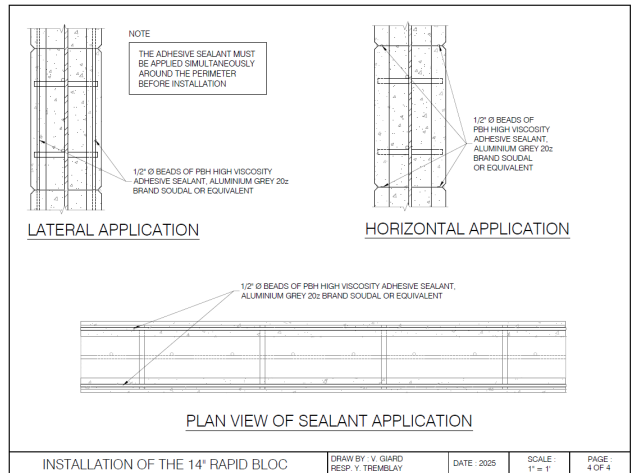 NOTE
THE ADHESIVE SEALANT MUST
BE APPLIED SIMULTANEOUSLY
AROUND THE PERIMETER
BEFORE INSTALLATION
1/2" Ø BEADS OF PBH HIGH VISCOSITY
ADHESIVE SEALANT, ALUMINIUM GREY 20z
BRAND SOUDAL OR EQUIVALENT
LATERAL APPLICATION
1/2" Ø BEADS OF
PBH HIGH VISCOSITY
ADHESIVE SEALANT,
ALUMINIUM GREY 20z
BRAND SOUDAL
OR EQUIVALENT
HORIZONTAL APPLICATION
1/2" Ø BEADS OF PBH HIGH VISCOSITY ADHESIVE SEALANT,
ALUMINIUM GREY 20z BRAND SOUDAL OR EQUIVALENT
PLAN VIEW OF SEALANT APPLICATION
INSTALLATION OF THE 14" RAPID BLOC
DRAW BY : V. GIARD
RESP. Y. TREMBLAY
DATE : 2025
SCALE :
1" = 1'
PAGE :
4 OF 4